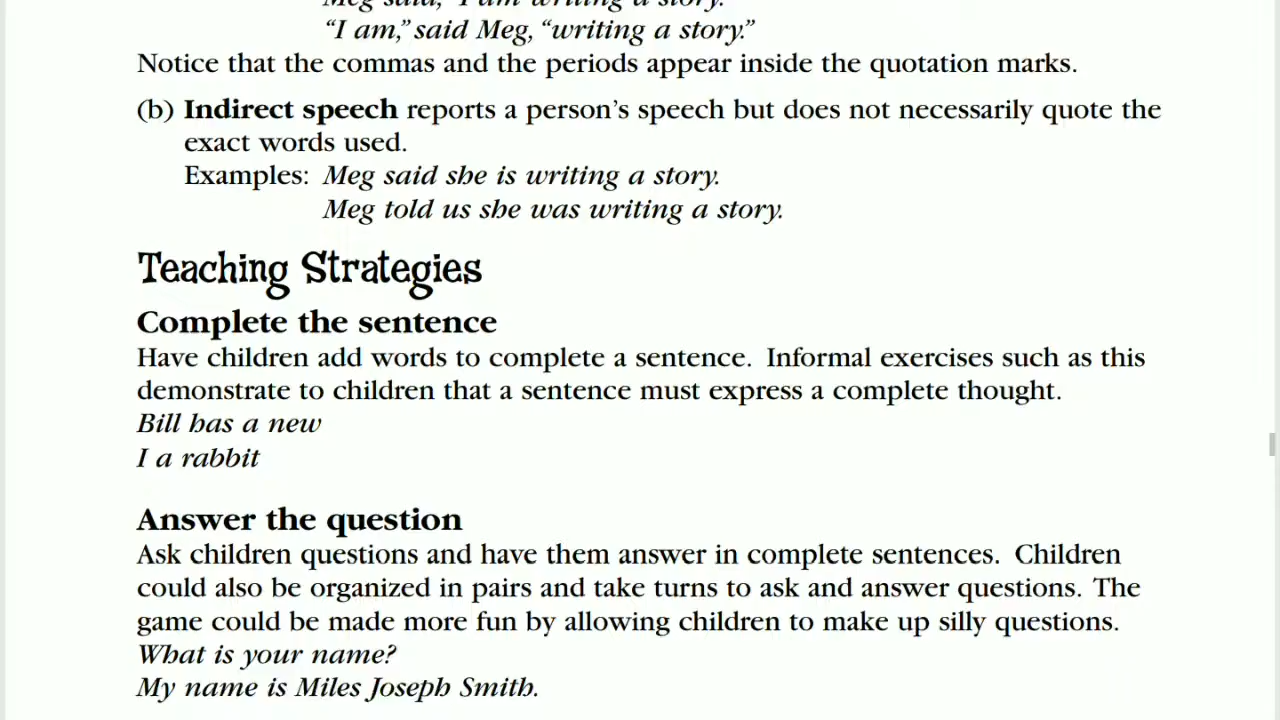 Meg said, "I am writing a story."
“I am,” said Meg, “writing a story.”
Notice that the commas and the periods appear inside the quotation marks.
(b) Indirect speech reports a person’s speech but does not necessarily quote the
exact words used.
Examples: Meg said she is writing a story.
Meg told us she was writing a story.
Teaching Strategies
Complete the sentence
Have children add words to complete a sentence. Informal exercises such as this
demonstrate to children that a sentence must express a complete thought.
Bill has a new
I a rabbit
Answer the question
Ask children questions and have them answer in complete sentences. Children
could also be organized in pairs and take turns to ask and answer questions. The
game could be made more fun by allowing children to make up silly questions.
What is your name?
My name is Miles Joseph Smith.